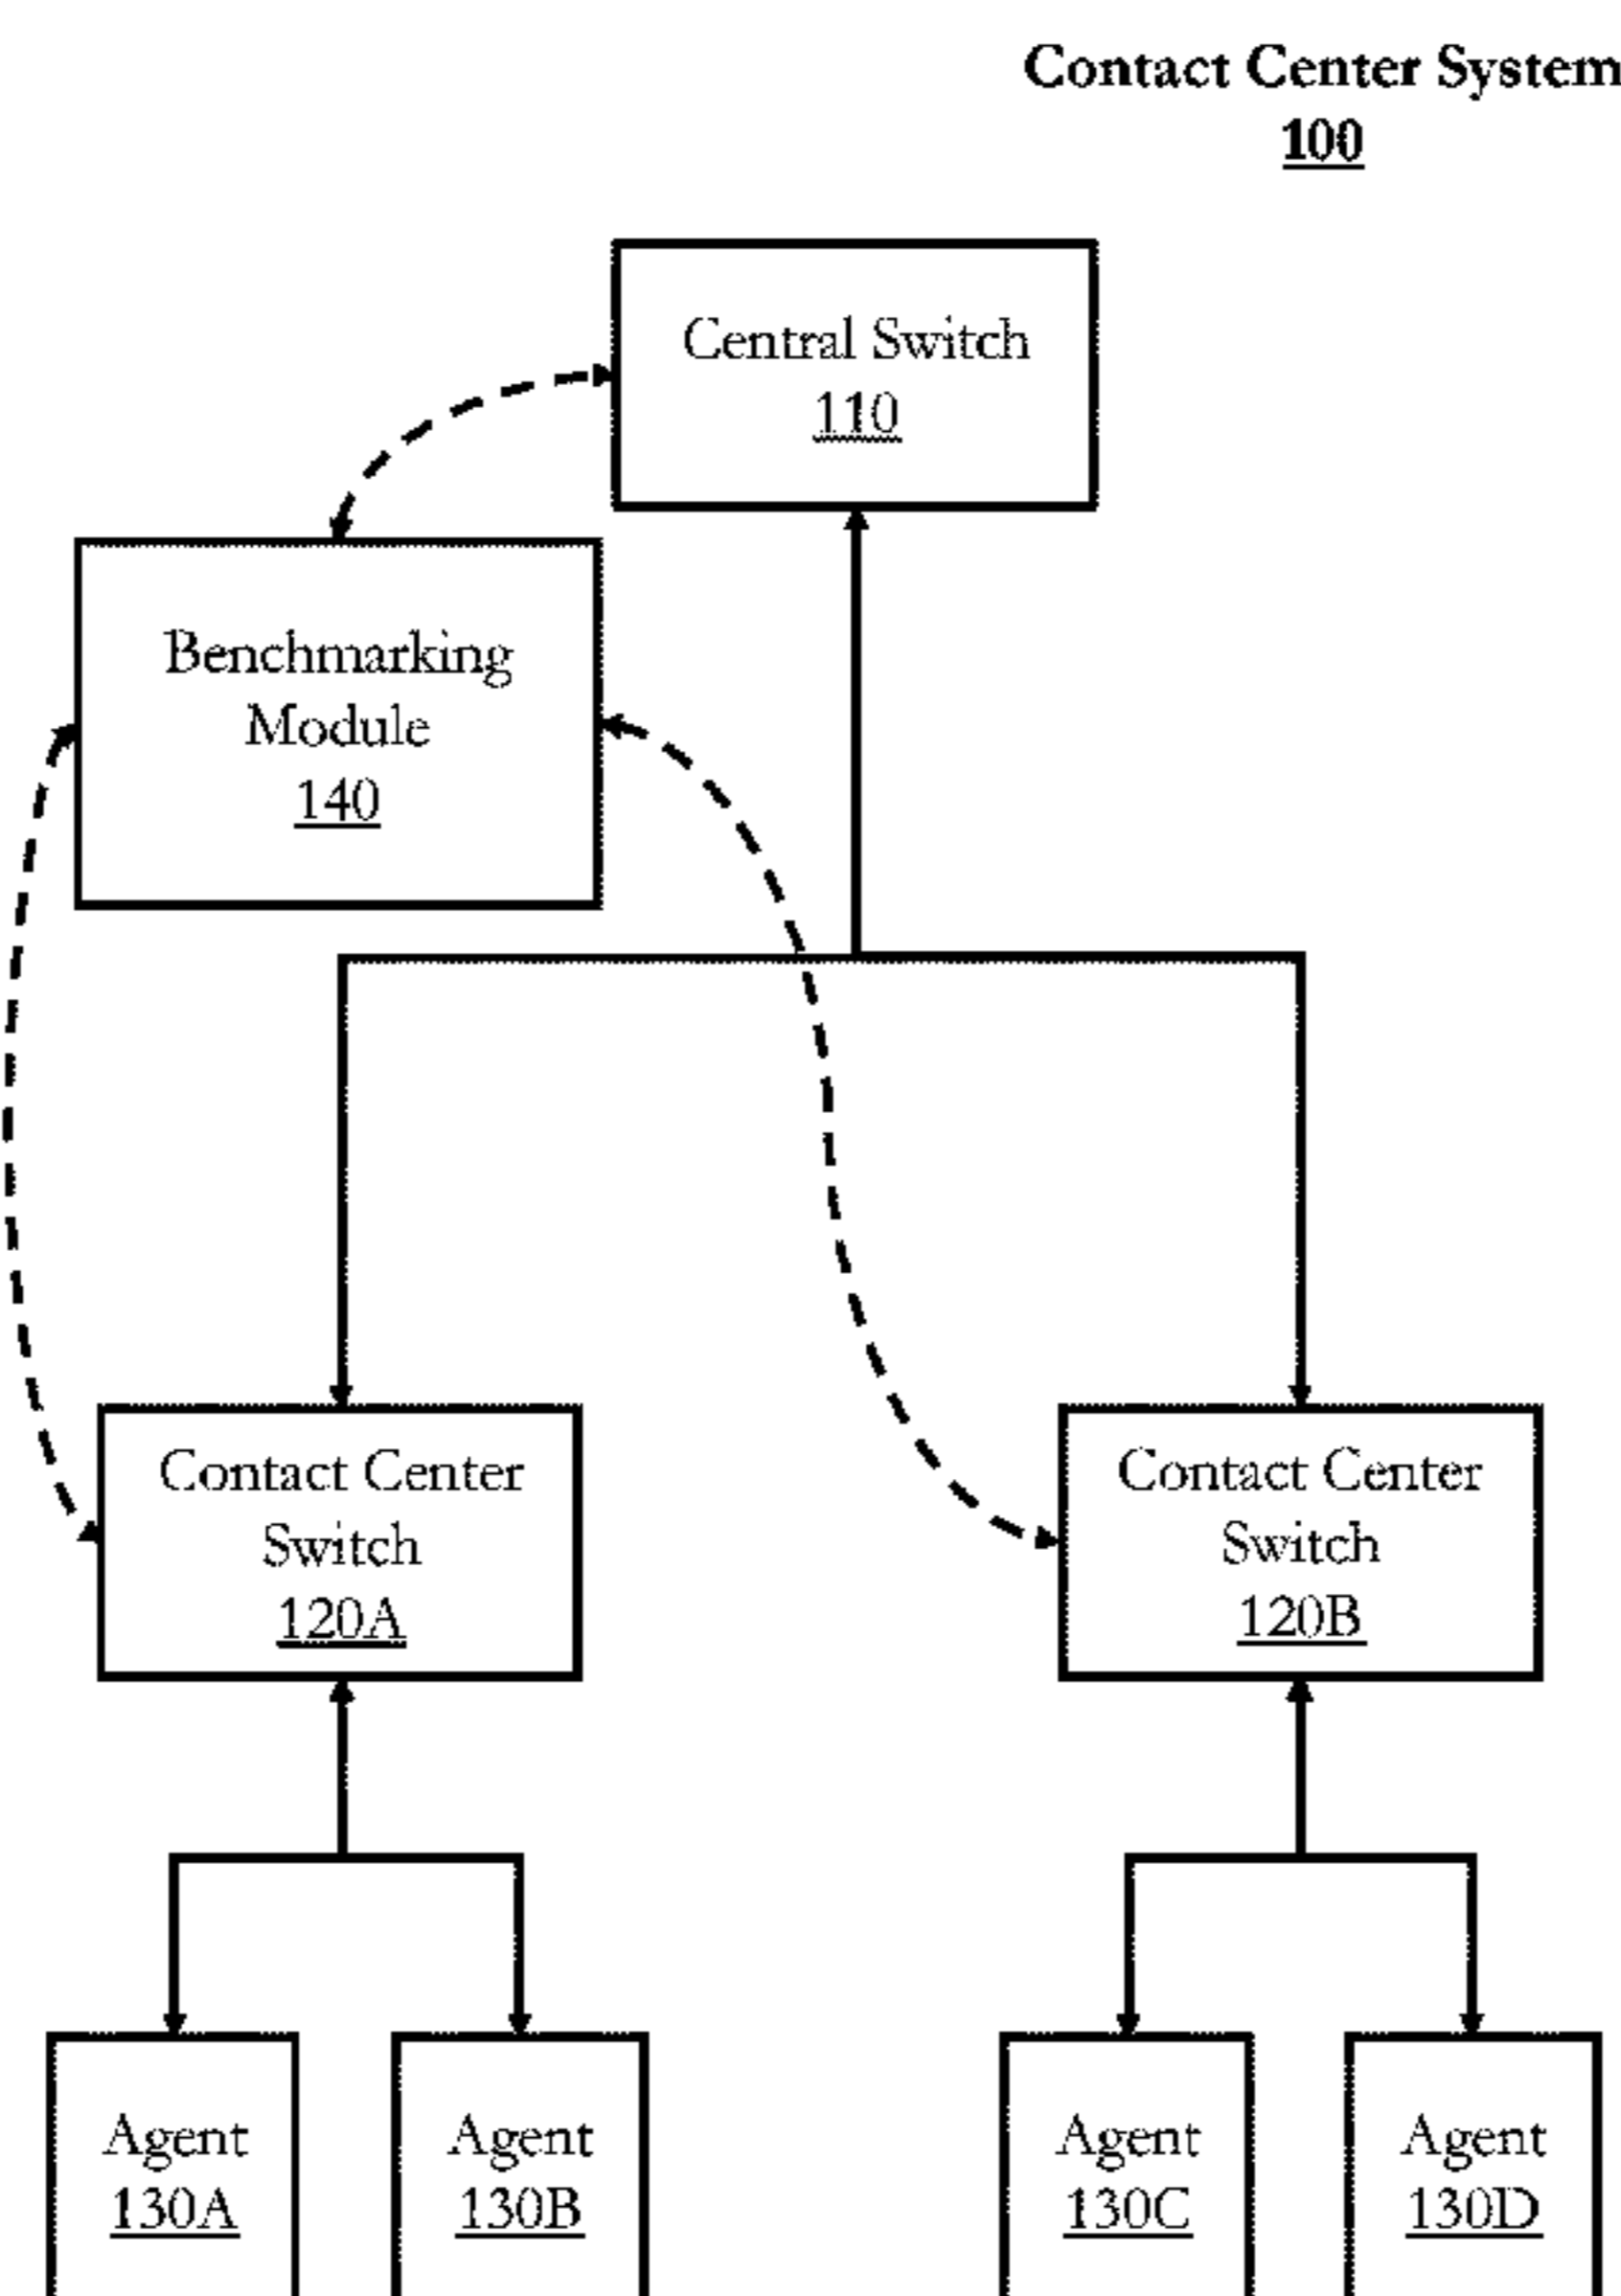 Contact Center System
100
Central Switch
110
Benchmarking
Module
140
Contact Center
Switch
120A
Contact Center
Switch
120B
Agent
130A
Agent
130B
Agent
130C
Agent
130D